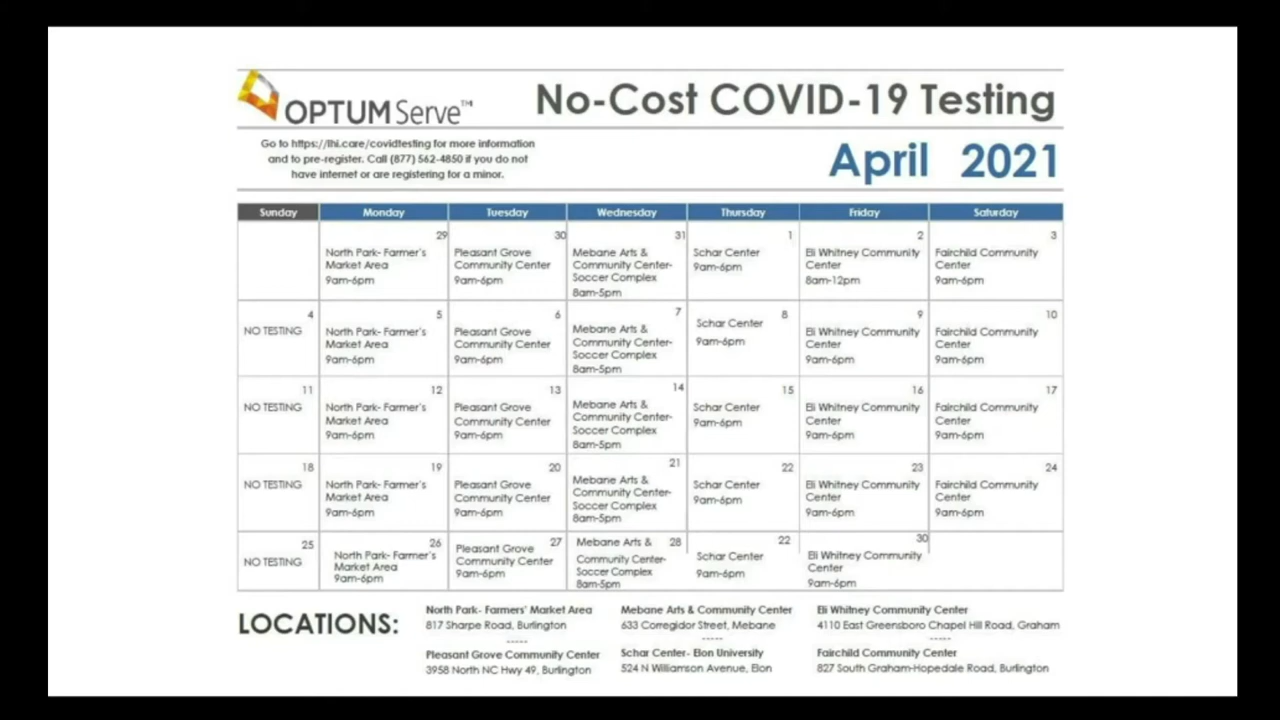 OPTUM Serve™
No-Cost COVID-19 Testing
Go to https://lhi.care/covidtesting for more information
and to pre-register. Call (877) 562-4850 if you do not
have internet or are registering for a minor.
April 2021
Sunday Monday Tuesday Wednesday Thursday Friday Saturday
29
North Park- Farmer's
Market Area
9am-6pm
30
Pleasant Grove
Community Center
9am-6pm
31
Mebane Arts &
Community Center-
Soccer Complex
8am-5pm
1
Schar Center
9am-6pm
2
Eli Whitney Community
Center
8am-12pm
3
Fairchild Community
Center
9am-6pm
4
NO TESTING
5
North Park- Farmer's
Market Area
9am-6pm
6
Pleasant Grove
Community Center
9am-6pm
7
Mebane Arts &
Community Center-
Soccer Complex
8am-5pm
8
Schar Center
9am-6pm
9
Eli Whitney Community
Center
9am-6pm
10
Fairchild Community
Center
9am-6pm
11
NO TESTING
12
North Park- Farmer's
Market Area
9am-6pm
13
Pleasant Grove
Community Center
9am-6pm
14
Mebane Arts &
Community Center-
Soccer Complex
8am-5pm
15
Schar Center
9am-6pm
16
Eli Whitney Community
Center
9am-6pm
17
Fairchild Community
Center
9am-6pm
18
NO TESTING
19
North Park- Farmer's
Market Area
9am-6pm
20
Pleasant Grove
Community Center
9am-6pm
21
Mebane Arts &
Community Center-
Soccer Complex
8am-5pm
22
Schar Center
9am-6pm
23
Eli Whitney Community
Center
9am-6pm
24
Fairchild Community
Center
9am-6pm
25
NO TESTING
26
North Park- Farmer's
Market Area
9am-6pm
27
Pleasant Grove
Community Center
9am-6pm
28
Mebane Arts &
Community Center-
Soccer Complex
8am-5pm
22
Schar Center
9am-6pm
30
Eli Whitney Community
Center
9am-6pm
LOCATIONS:
North Park- Farmers' Market Area
817 Sharpe Road, Burlington
-----
Pleasant Grove Community Center
3958 North NC Hwy 49, Burlington
Mebane Arts & Community Center
633 Corregidor Street, Mebane
-----
Schar Center- Elon University
524 N Williamson Avenue, Elon
Eli Whitney Community Center
4110 East Greensboro Chapel Hill Road, Graham
-----
Fairchild Community Center
827 South Graham-Hopedale Road, Burlington